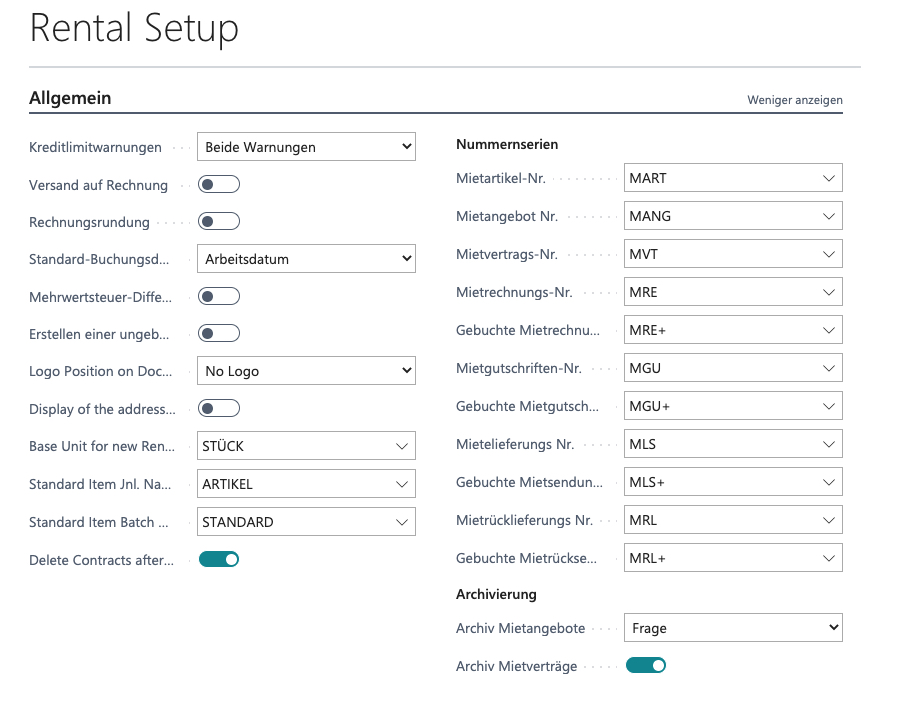 Rental Setup
Allgemein
Weniger anzeigen
Kreditlimitwarnungen
Beide Warnungen
Versand auf Rechnung
Rechnungsrundung
Standard-Buchungsd...
Arbeitsdatum
Mehrwertsteuer-Diffe...
Erstellen einer ungeb...
Logo Position on Doc...
No Logo
Display of the address...
Base Unit for new Ren...
STÜCK
Standard Item Jnl. Na...
ARTIKEL
Standard Item Batch ...
STANDARD
Delete Contracts after...
Nummernserien
Mietartikel-Nr.
MART
Mietangebot Nr.
MANG
Mietvertrags-Nr.
MVT
Mietrechnungs-Nr.
MRE
Gebuchte Mietrechnu...
MRE+
Mietgutschriften-Nr.
MGU
Gebuchte Mietgutsch...
MGU+
Mietelieferungs Nr.
MLS
Gebuchte Mietsendun...
MLS+
Mietrücklieferungs Nr.
MRL
Gebuchte Mietrückse...
MRL+
Archivierung
Archiv Mietangebote
Frage
Archiv Mietverträge